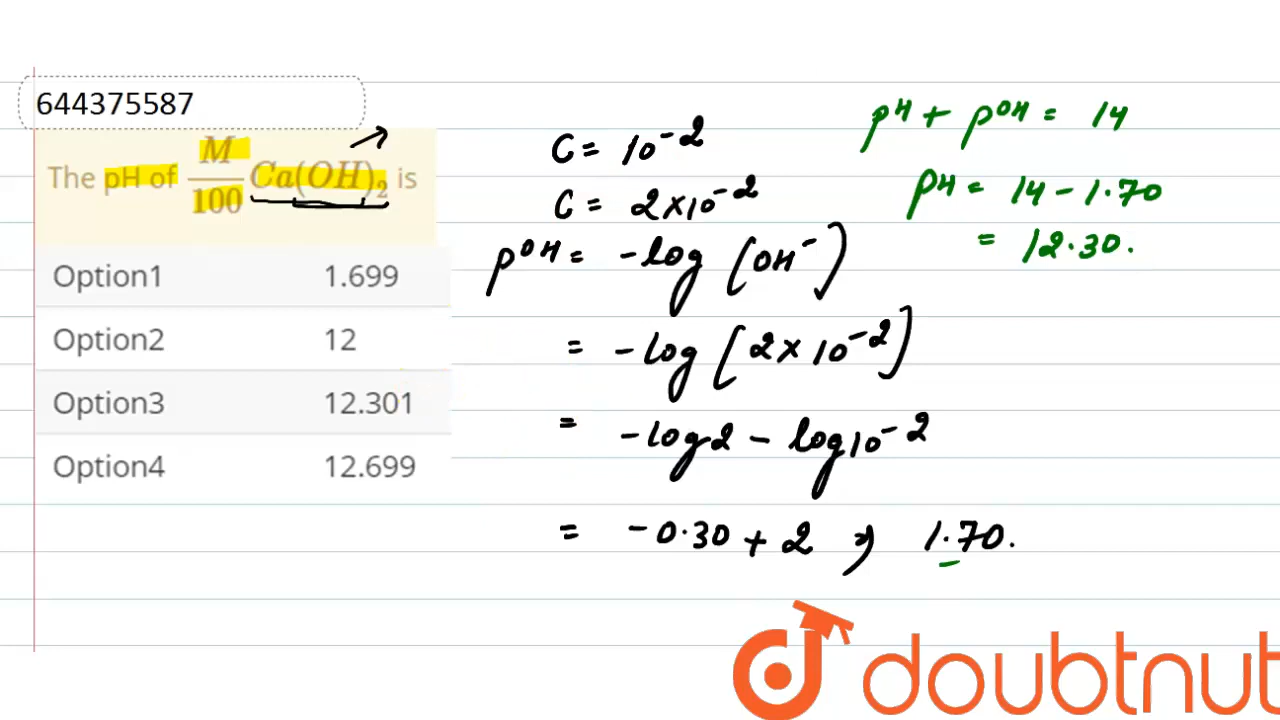 644375587
The pH of M/100 Ca(OH)₂ is
Option1 1.699
Option2 12
Option3 12.301
Option4 12.699
C = 10⁻²
C = 2×10⁻²
pOH = -log [OH⁻]
= -log [2×10⁻²]
= -log2 - log10⁻²
= -0.30 + 2 ⇒ 1.70.
pH + pOH = 14
pH = 14 - 1.70
= 12.30.
doubtnut